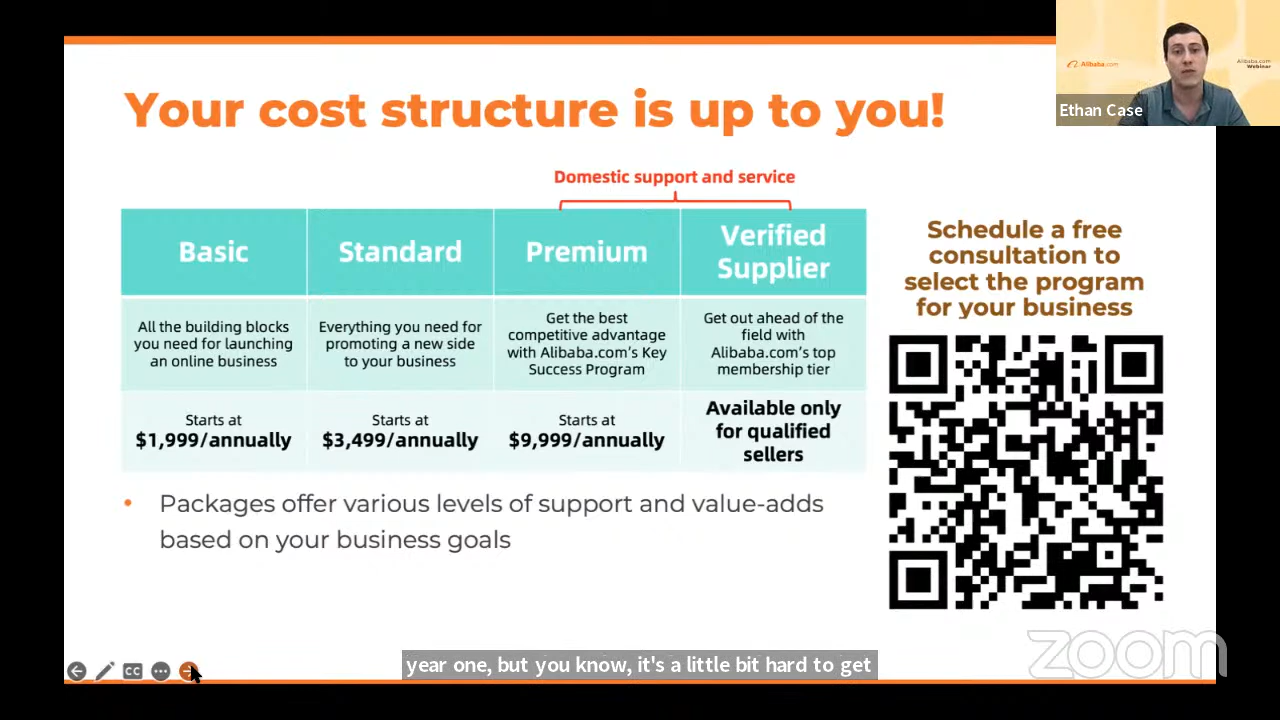 Alibaba.com
Alibaba.com
Webinar
Ethan Case
Your cost structure is up to you!
Domestic support and service
Basic
Standard
Premium
Verified
Supplier
All the building blocks
you need for launching
an online business
Everything you need for
promoting a new side
to your business
Get the best
competitive advantage
with Alibaba.com’s Key
Success Program
Get out ahead of the
field with
Alibaba.com’s top
membership tier
Starts at
$1,999/annually
Starts at
$3,499/annually
Starts at
$9,999/annually
Available only
for qualified
sellers
• Packages offer various levels of support and value-adds
based on your business goals
Schedule a free
consultation to
select the program
for your business
zoom
CC
year one, but you know, it's a little bit hard to get